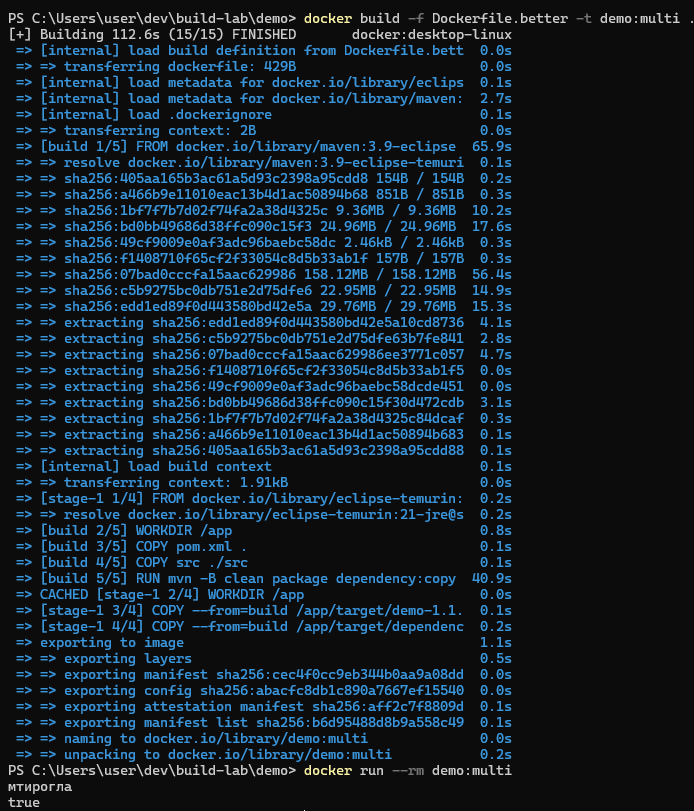 PS C:\Users\user\dev\build-lab\demo> docker build -f Dockerfile.better -t demo:multi .
[+] Building 112.6s (15/15) FINISHED docker:desktop-linux
=> [internal] load build definition from Dockerfile.bett 0.0s
=> => transferring dockerfile: 429B 0.0s
=> [internal] load metadata for docker.io/library/eclips 0.1s
=> [internal] load metadata for docker.io/library/maven: 2.7s
=> [internal] load .dockerignore 0.1s
=> => transferring context: 2B 0.0s
=> [build 1/5] FROM docker.io/library/maven:3.9-eclipse 65.9s
=> => resolve docker.io/library/maven:3.9-eclipse-temuri 0.1s
=> => sha256:405aa165b3ac61a5d93c2398a95cdd8 154B / 154B 0.2s
=> => sha256:a466b9e11010eac13b4d1ac50894b68 851B / 851B 0.3s
=> => sha256:1bf7f7b7d02f74fa2a38d4325c 9.36MB / 9.36MB 10.2s
=> => sha256:bd0bb49686d38ffc090c15f3 24.96MB / 24.96MB 17.6s
=> => sha256:49cf9009e0af3adc96baebc58dc 2.46kB / 2.46kB 0.3s
=> => sha256:f1408710f65cf2f33054c8d5b33ab1f 157B / 157B 0.3s
=> => sha256:07bad0cccfa15aac629986 158.12MB / 158.12MB 56.4s
=> => sha256:c5b9275bc0db751e2d75dfe6 22.95MB / 22.95MB 14.9s
=> => sha256:edd1ed89f0d443580bd42e5a 29.76MB / 29.76MB 15.3s
=> => extracting sha256:edd1ed89f0d443580bd42e5a10cd8736 4.1s
=> => extracting sha256:c5b9275bc0db751e2d75dfe63b7fe841 2.8s
=> => extracting sha256:07bad0cccfa15aac629986ee3771c057 4.7s
=> => extracting sha256:f1408710f65cf2f33054c8d5b33ab1f5 0.0s
=> => extracting sha256:49cf9009e0af3adc96baebc58dcde451 0.0s
=> => extracting sha256:bd0bb49686d38ffc090c15f30d472cdb 3.1s
=> => extracting sha256:1bf7f7b7d02f74fa2a38d4325c84dcaf 0.3s
=> => extracting sha256:a466b9e11010eac13b4d1ac50894b683 0.1s
=> => extracting sha256:405aa165b3ac61a5d93c2398a95cdd88 0.1s
=> [internal] load build context 0.1s
=> => transferring context: 1.91kB 0.0s
=> [stage-1 1/4] FROM docker.io/library/eclipse-temurin: 0.2s
=> => resolve docker.io/library/eclipse-temurin:21-jre@s 0.2s
=> [build 2/5] WORKDIR /app 0.8s
=> [build 3/5] COPY pom.xml . 0.1s
=> [build 4/5] COPY src ./src 0.1s
=> [build 5/5] RUN mvn -B clean package dependency:copy 40.9s
=> CACHED [stage-1 2/4] WORKDIR /app 0.0s
=> [stage-1 3/4] COPY --from=build /app/target/demo-1.1. 0.1s
=> [stage-1 4/4] COPY --from=build /app/target/dependenc 0.2s
=> exporting to image 1.1s
=> => exporting layers 0.5s
=> => exporting manifest sha256:cec4f0cc9eb344b0aa9a08dd 0.0s
=> => exporting config sha256:abacfc8db1c890a7667ef15540 0.0s
=> => exporting attestation manifest sha256:aff2c7f8809d 0.1s
=> => exporting manifest list sha256:b6d95488d8b9a558c49 0.1s
=> => naming to docker.io/library/demo:multi 0.0s
=> => unpacking to docker.io/library/demo:multi 0.2s
PS C:\Users\user\dev\build-lab\demo> docker run --rm demo:multi
мтирогла
true